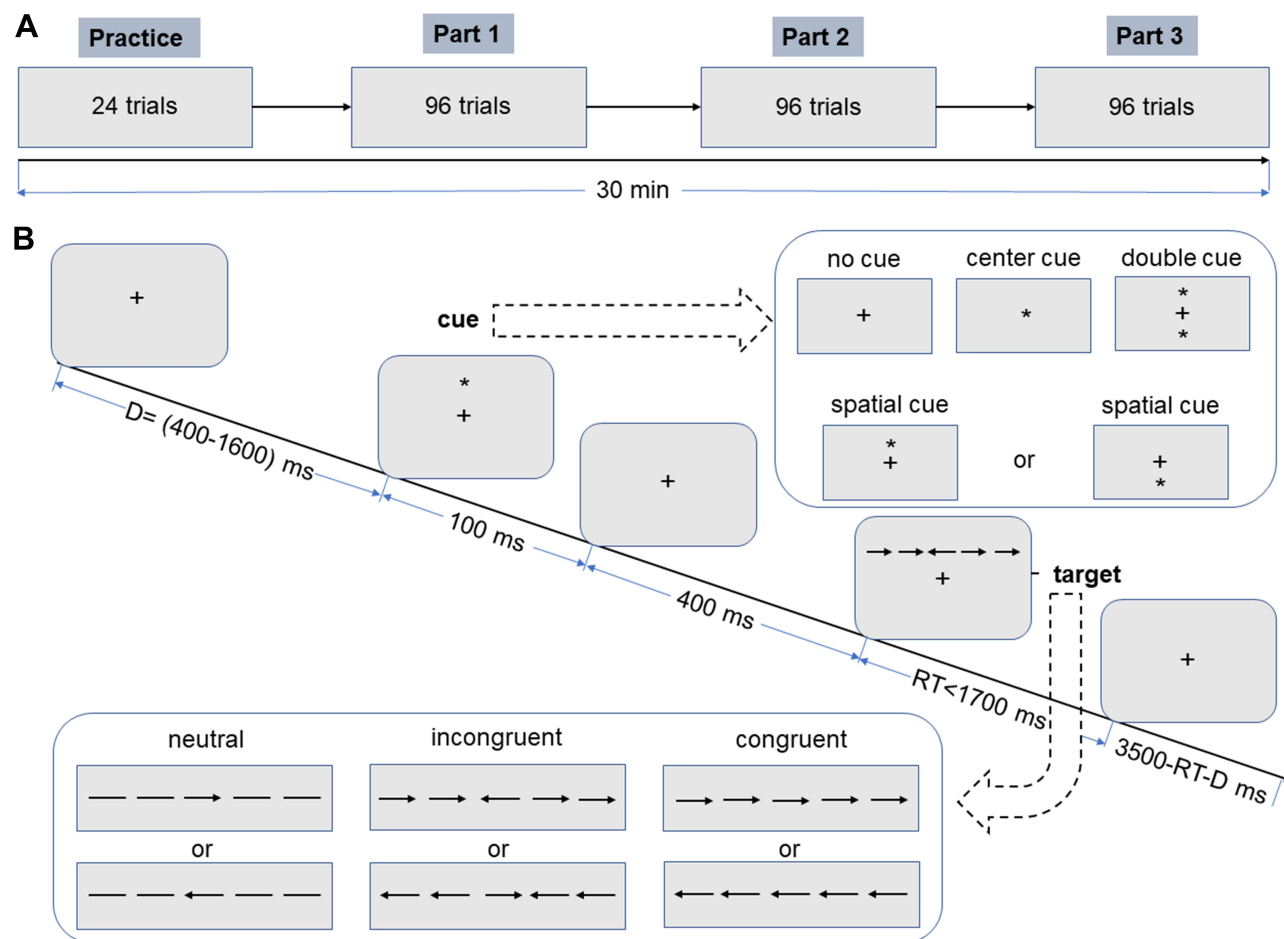 A
Practice
Part 1
Part 2
Part 3
24 trials
96 trials
96 trials
96 trials
30 min
B
+
cue
*
+
+
no cue
center cue
double cue
+
*
*
+
*
spatial cue
spatial cue
*
+
or
+
*
D= (400-1600) ms
100 ms
400 ms
+
target
+
RT<1700 ms
3500-RT-D ms
neutral
incongruent
congruent
or
or
or